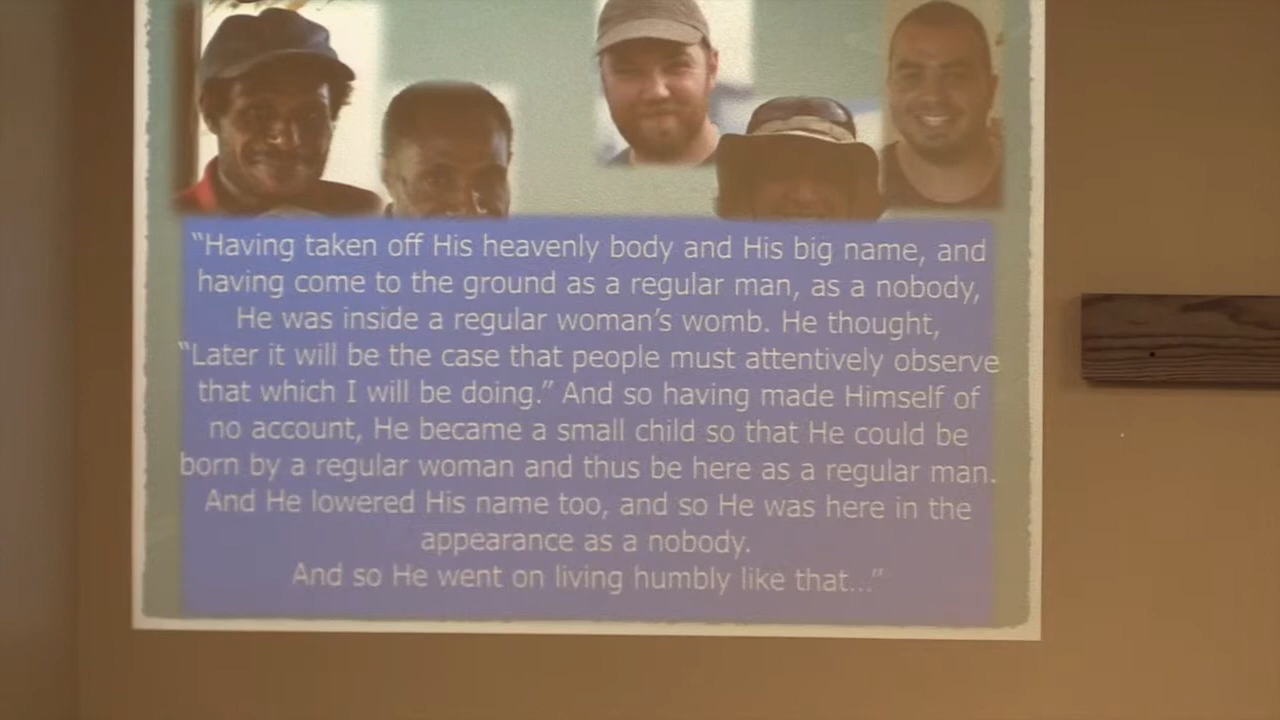 “Having taken off His heavenly body and His big name, and
having come to the ground as a regular man, as a nobody,
He was inside a regular woman’s womb. He thought,
“Later it will be the case that people must attentively observe
that which I will be doing.” And so having made Himself of
no account, He became a small child so that He could be
born by a regular woman and thus be here as a regular man.
And He lowered His name too, and so He was here in the
appearance as a nobody.
And so He went on living humbly like that...”